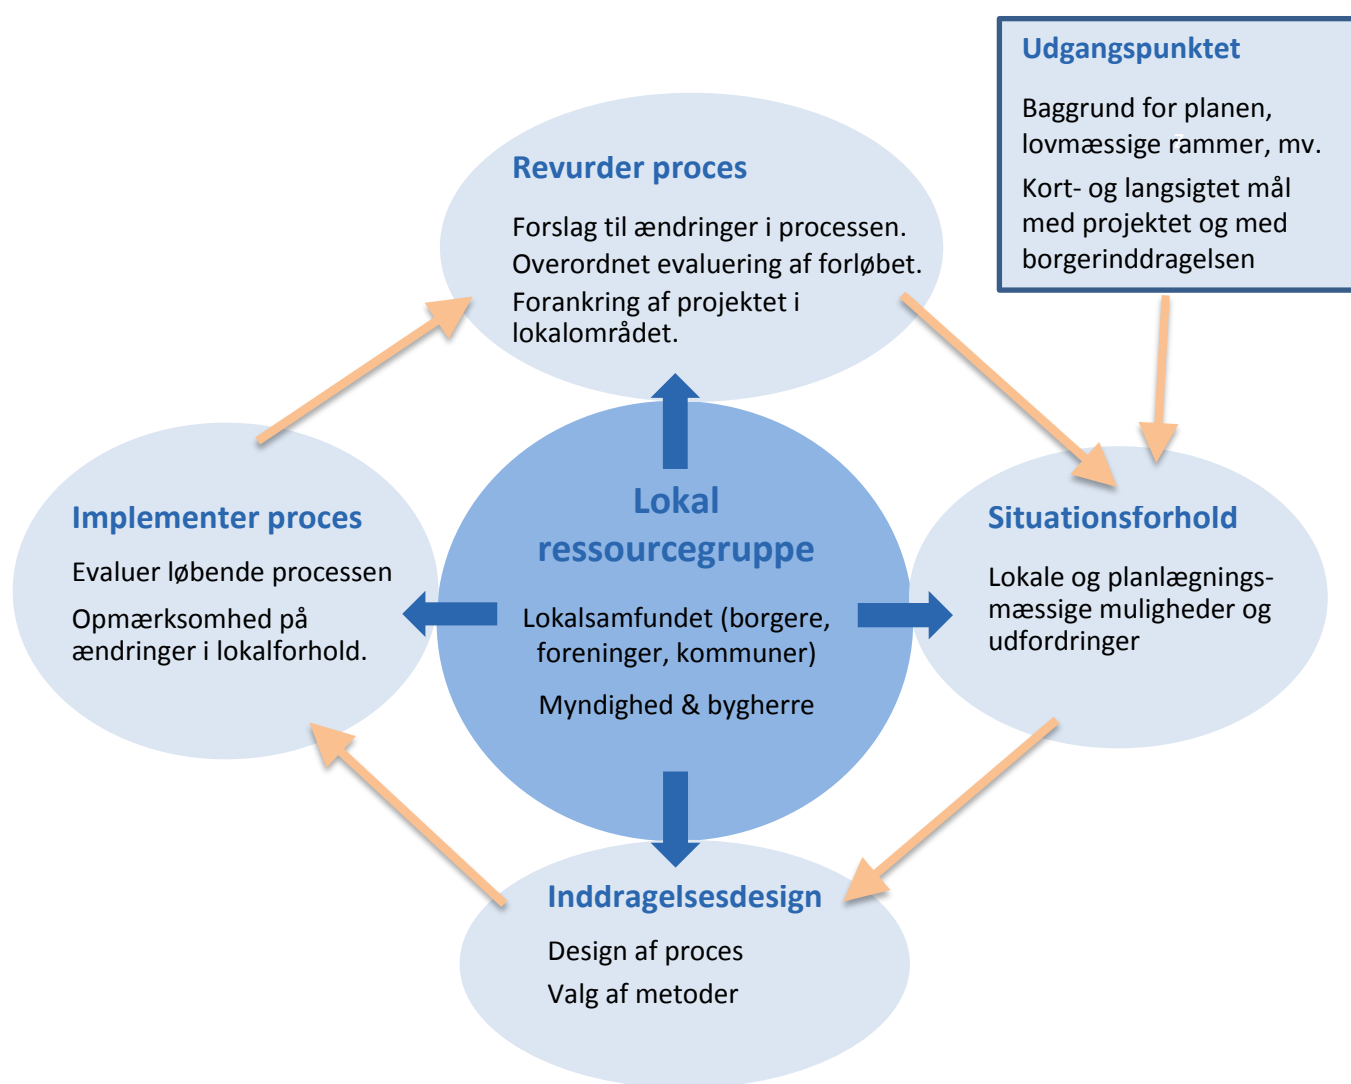 Udgangspunktet
Baggrund for planen,
lovmæssige rammer, mv.
Kort- og langsigtet mål
med projektet og med
borgerinddragelsen
Revurder proces
Forslag til ændringer i processen.
Overordnet evaluering af forløbet.
Forankring af projektet i
lokalområdet.
Implementer proces
Evaluer løbende processen
Opmærksomhed på
ændringer i lokalforhold.
Lokal
ressourcegruppe
Lokalsamfundet (borgere,
foreninger, kommuner)
Myndighed & bygherre
Situationsforhold
Lokale og planlægnings-
mæssige muligheder og
udfordringer
Inddragelsesdesign
Design af proces
Valg af metoder